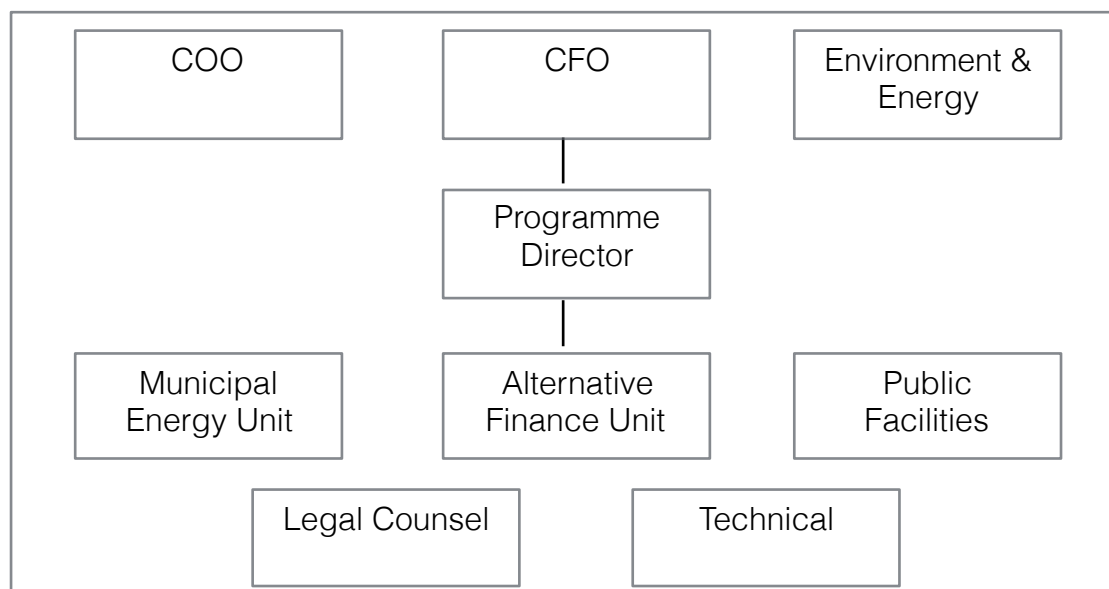 COO
CFO
Environment &
Energy
Programme
Director
Municipal
Energy Unit
Alternative
Finance Unit
Public
Facilities
Legal Counsel
Technical